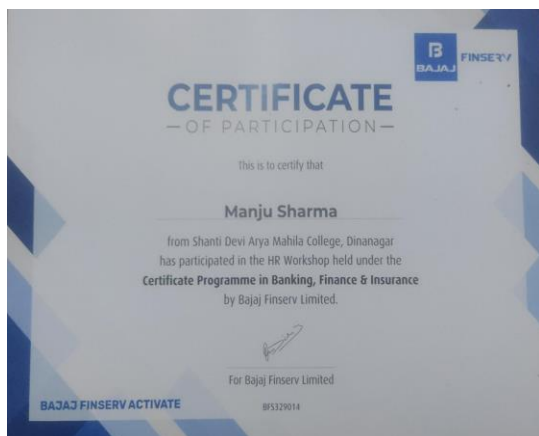 B
BAJAJ
FINSERV
CERTIFICATE
— OF PARTICIPATION —
This is to certify that
Manju Sharma
from Shanti Devi Arya Mahila College, Dinanagar
has participated in the HR Workshop held under the
Certificate Programme in Banking, Finance & Insurance
by Bajaj Finserv Limited.
For Bajaj Finserv Limited
BAJAJ FINSERV ACTIVATE
BFS329014